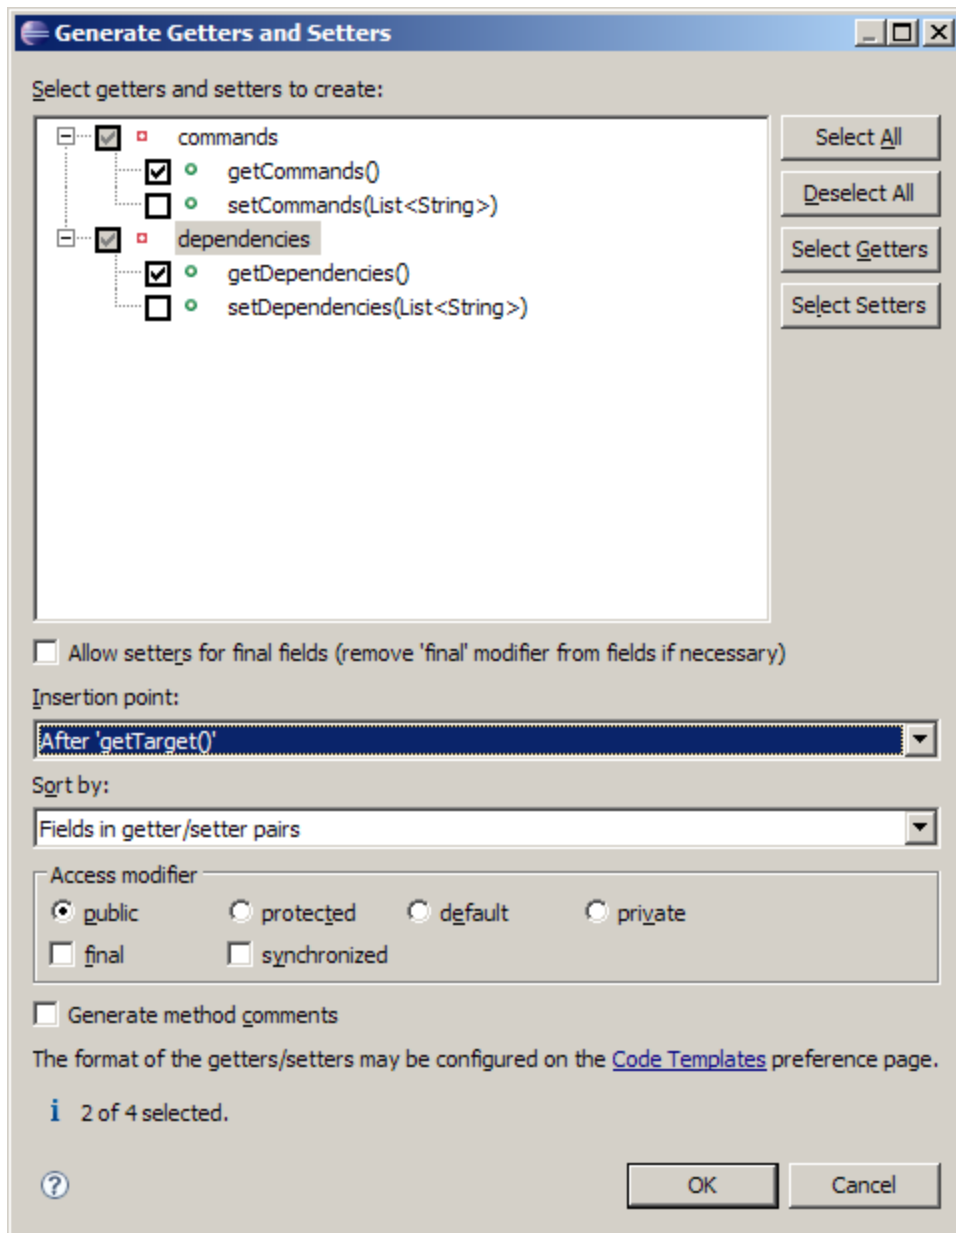 Generate Getters and Setters
Select getters and setters to create:
commands
getCommands()
setCommands(List<String>)
dependencies
getDependencies()
setDependencies(List<String>)
Select All
Deselect All
Select Getters
Select Setters
Allow setters for final fields (remove 'final' modifier from fields if necessary)
Insertion point:
After 'getTarget()'
Sort by:
Fields in getter/setter pairs
Access modifier
public protected default private
final synchronized
Generate method comments
The format of the getters/setters may be configured on the Code Templates preference page.
i 2 of 4 selected.
? OK Cancel